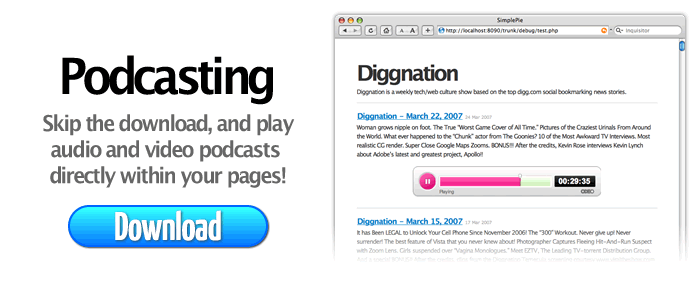 Podcasting
Skip the download, and play
audio and video podcasts
directly within your pages!
Download
SimplePie
A A
http://localhost:8090/trunk/debug/test.php
Inquisitor
Diggnation
Diggnation is a weekly tech/web culture show based on the top digg.com social bookmarking news stories.
Diggnation - March 22, 2007 24 Mar 2007
Woman grows nipple on foot. The True "Worst Game Cover of All Time." Pictures of the Craziest Urinals From Around
the World. What ever happened to the "Chunk" actor from The Goonies? 10 of the Most Awkward TV Interviews. Most
realistic CG render. Super Close Google Maps Zooms. BONUS!!! After the credits, Kevin Rose interviews Kevin Lynch
about Adobe's latest and greatest project, Apollo!!
00:29:35
Playing
Diggnation - March 15, 2007 17 Mar 2007
It has Been LEGAL to Unlock Your Cell Phone Since November 2006! The "300" Workout. Never give up! Never
surrender! The best feature of Vista that you never knew about! Photographer Captures Fleeing Hit-And-Run Suspect
with Zoom Lens. Girls suspended over "Vagina Monologues." Meet EZTV, The Leading TV-torrent Distribution Group.